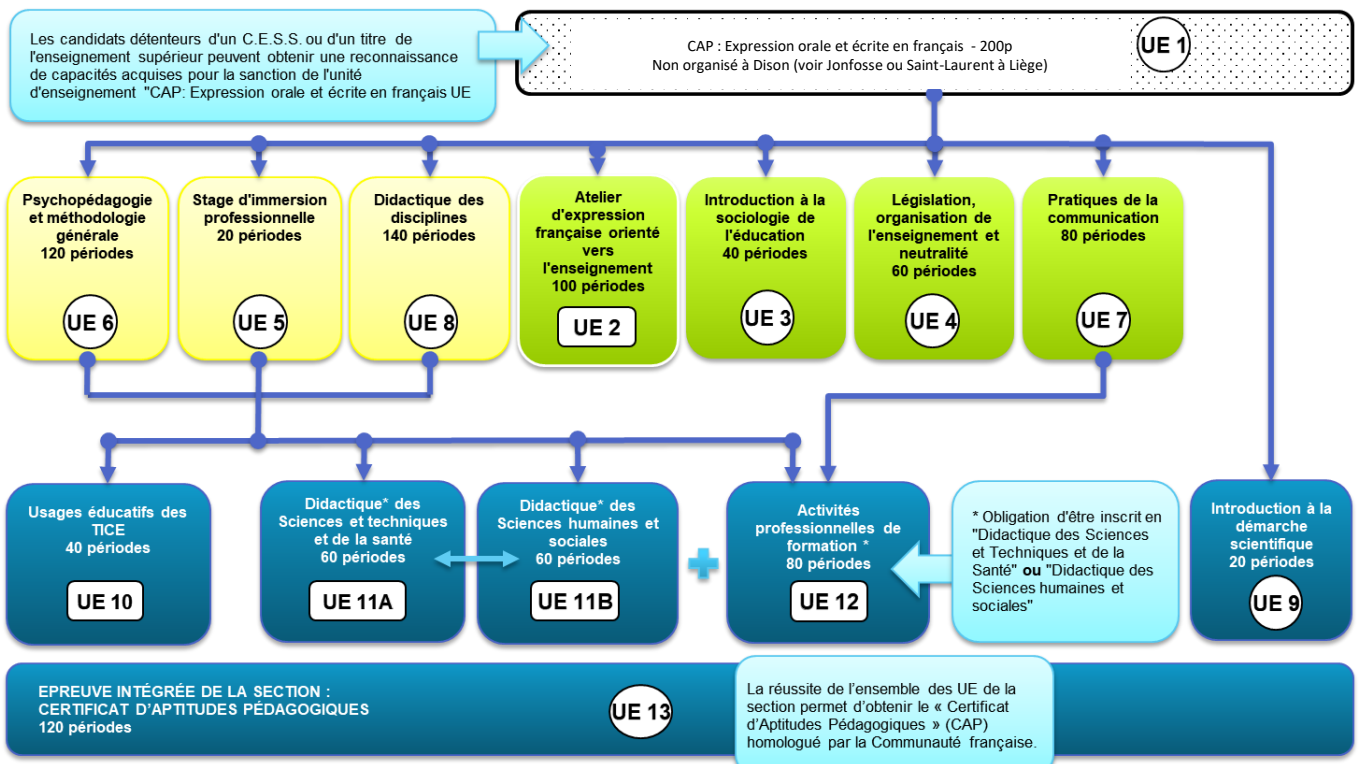 Les candidats détenteurs d'un C.E.S.S. ou d'un titre de
l'enseignement supérieur peuvent obtenir une reconnaissance
de capacités acquises pour la sanction de l'unité
d'enseignement "CAP: Expression orale et écrite en français UE
CAP : Expression orale et écrite en français - 200p
Non organisé à Dison (voir Jonfosse ou Saint-Laurent à Liège)
UE 1
Psychopédagogie
et méthodologie
générale
120 périodes
UE 6
Stage d'immersion
professionnelle
20 périodes
UE 5
Didactique des
disciplines
140 périodes
UE 8
Atelier
d'expression
française orienté
vers
l'enseignement
100 périodes
UE 2
Introduction à la
sociologie de
l'éducation
40 périodes
UE 3
Législation,
organisation de
l'enseignement et
neutralité
60 périodes
UE 4
Pratiques de la
communication
80 périodes
UE 7
Usages éducatifs des
TICE
40 périodes
UE 10
Didactique* des
Sciences et techniques
et de la santé
60 périodes
UE 11A
Didactique* des
Sciences humaines et
sociales
60 périodes
UE 11B
Activités
professionnelles de
formation *
80 périodes
UE 12
* Obligation d'être inscrit en
"Didactique des Sciences
et Techniques et de la
Santé" ou "Didactique des
Sciences humaines et
sociales"
Introduction à la
démarche
scientifique
20 périodes
UE 9
EPREUVE INTÉGRÉE DE LA SECTION :
CERTIFICAT D'APTITUDES PÉDAGOGIQUES
120 périodes
UE 13
La réussite de l'ensemble des UE de la
section permet d'obtenir le « Certificat
d'Aptitudes Pédagogiques » (CAP)
homologué par la Communauté française.